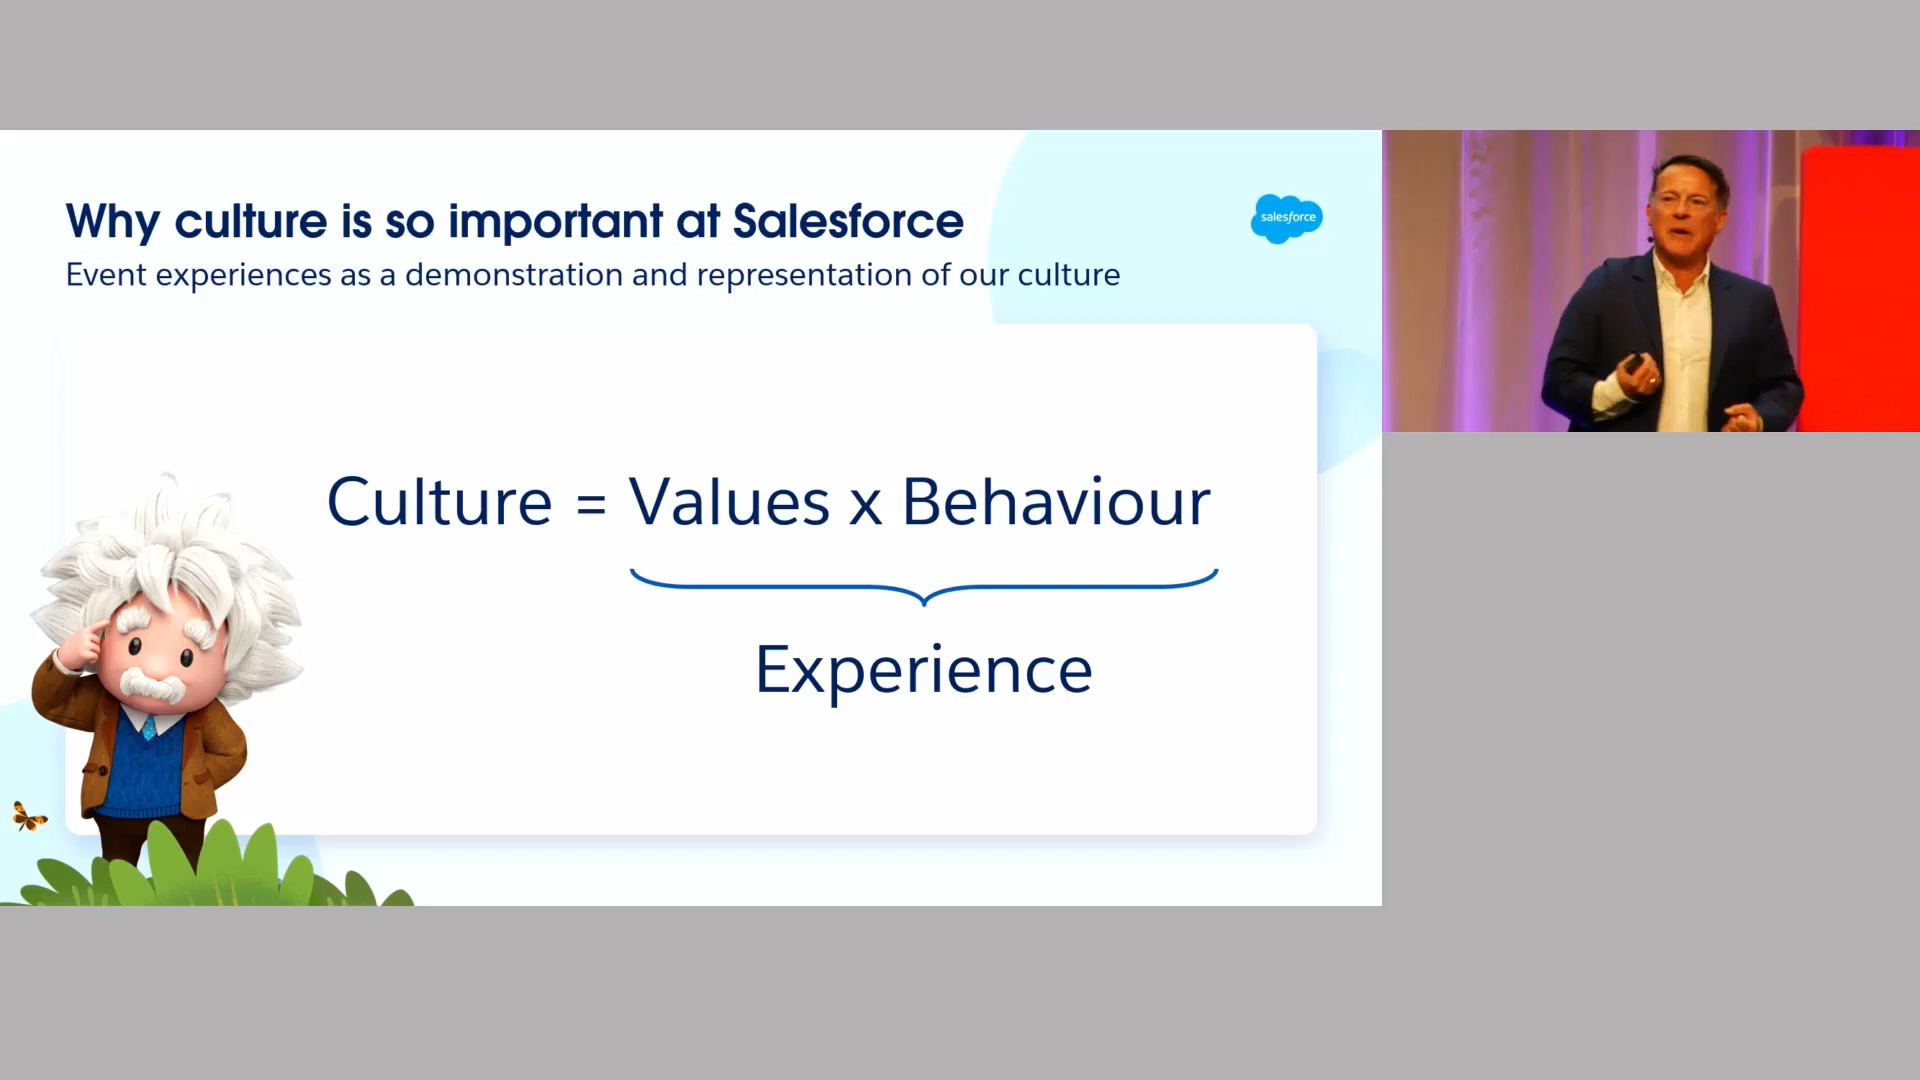 Why culture is so important at Salesforce
salesforce
Event experiences as a demonstration and representation of our culture
Culture = Values x Behaviour
Experience